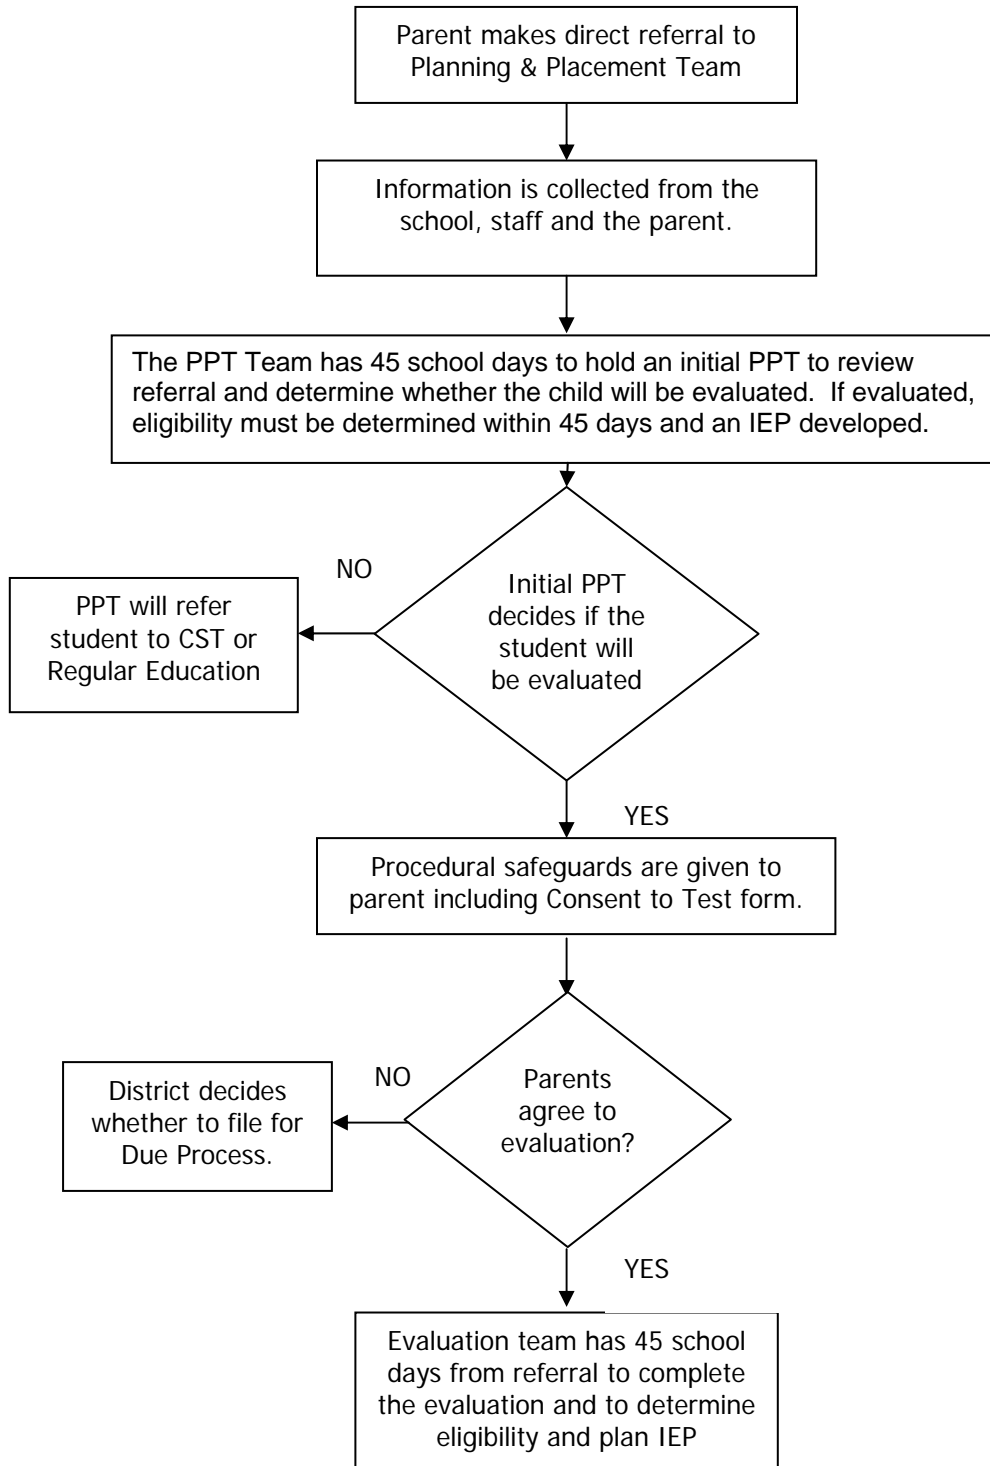 Parent makes direct referral to
Planning & Placement Team
Information is collected from the
school, staff and the parent.
The PPT Team has 45 school days to hold an initial PPT to review
referral and determine whether the child will be evaluated.  If evaluated,
eligibility must be determined within 45 days and an IEP developed.
NO
Initial PPT
decides if the
student will
be evaluated
PPT will refer
student to CST or
Regular Education
YES
Procedural safeguards are given to
parent including Consent to Test form.
NO
Parents
agree to
evaluation?
District decides
whether to file for
Due Process.
YES
Evaluation team has 45 school
days from referral to complete
the evaluation and to determine
eligibility and plan IEP